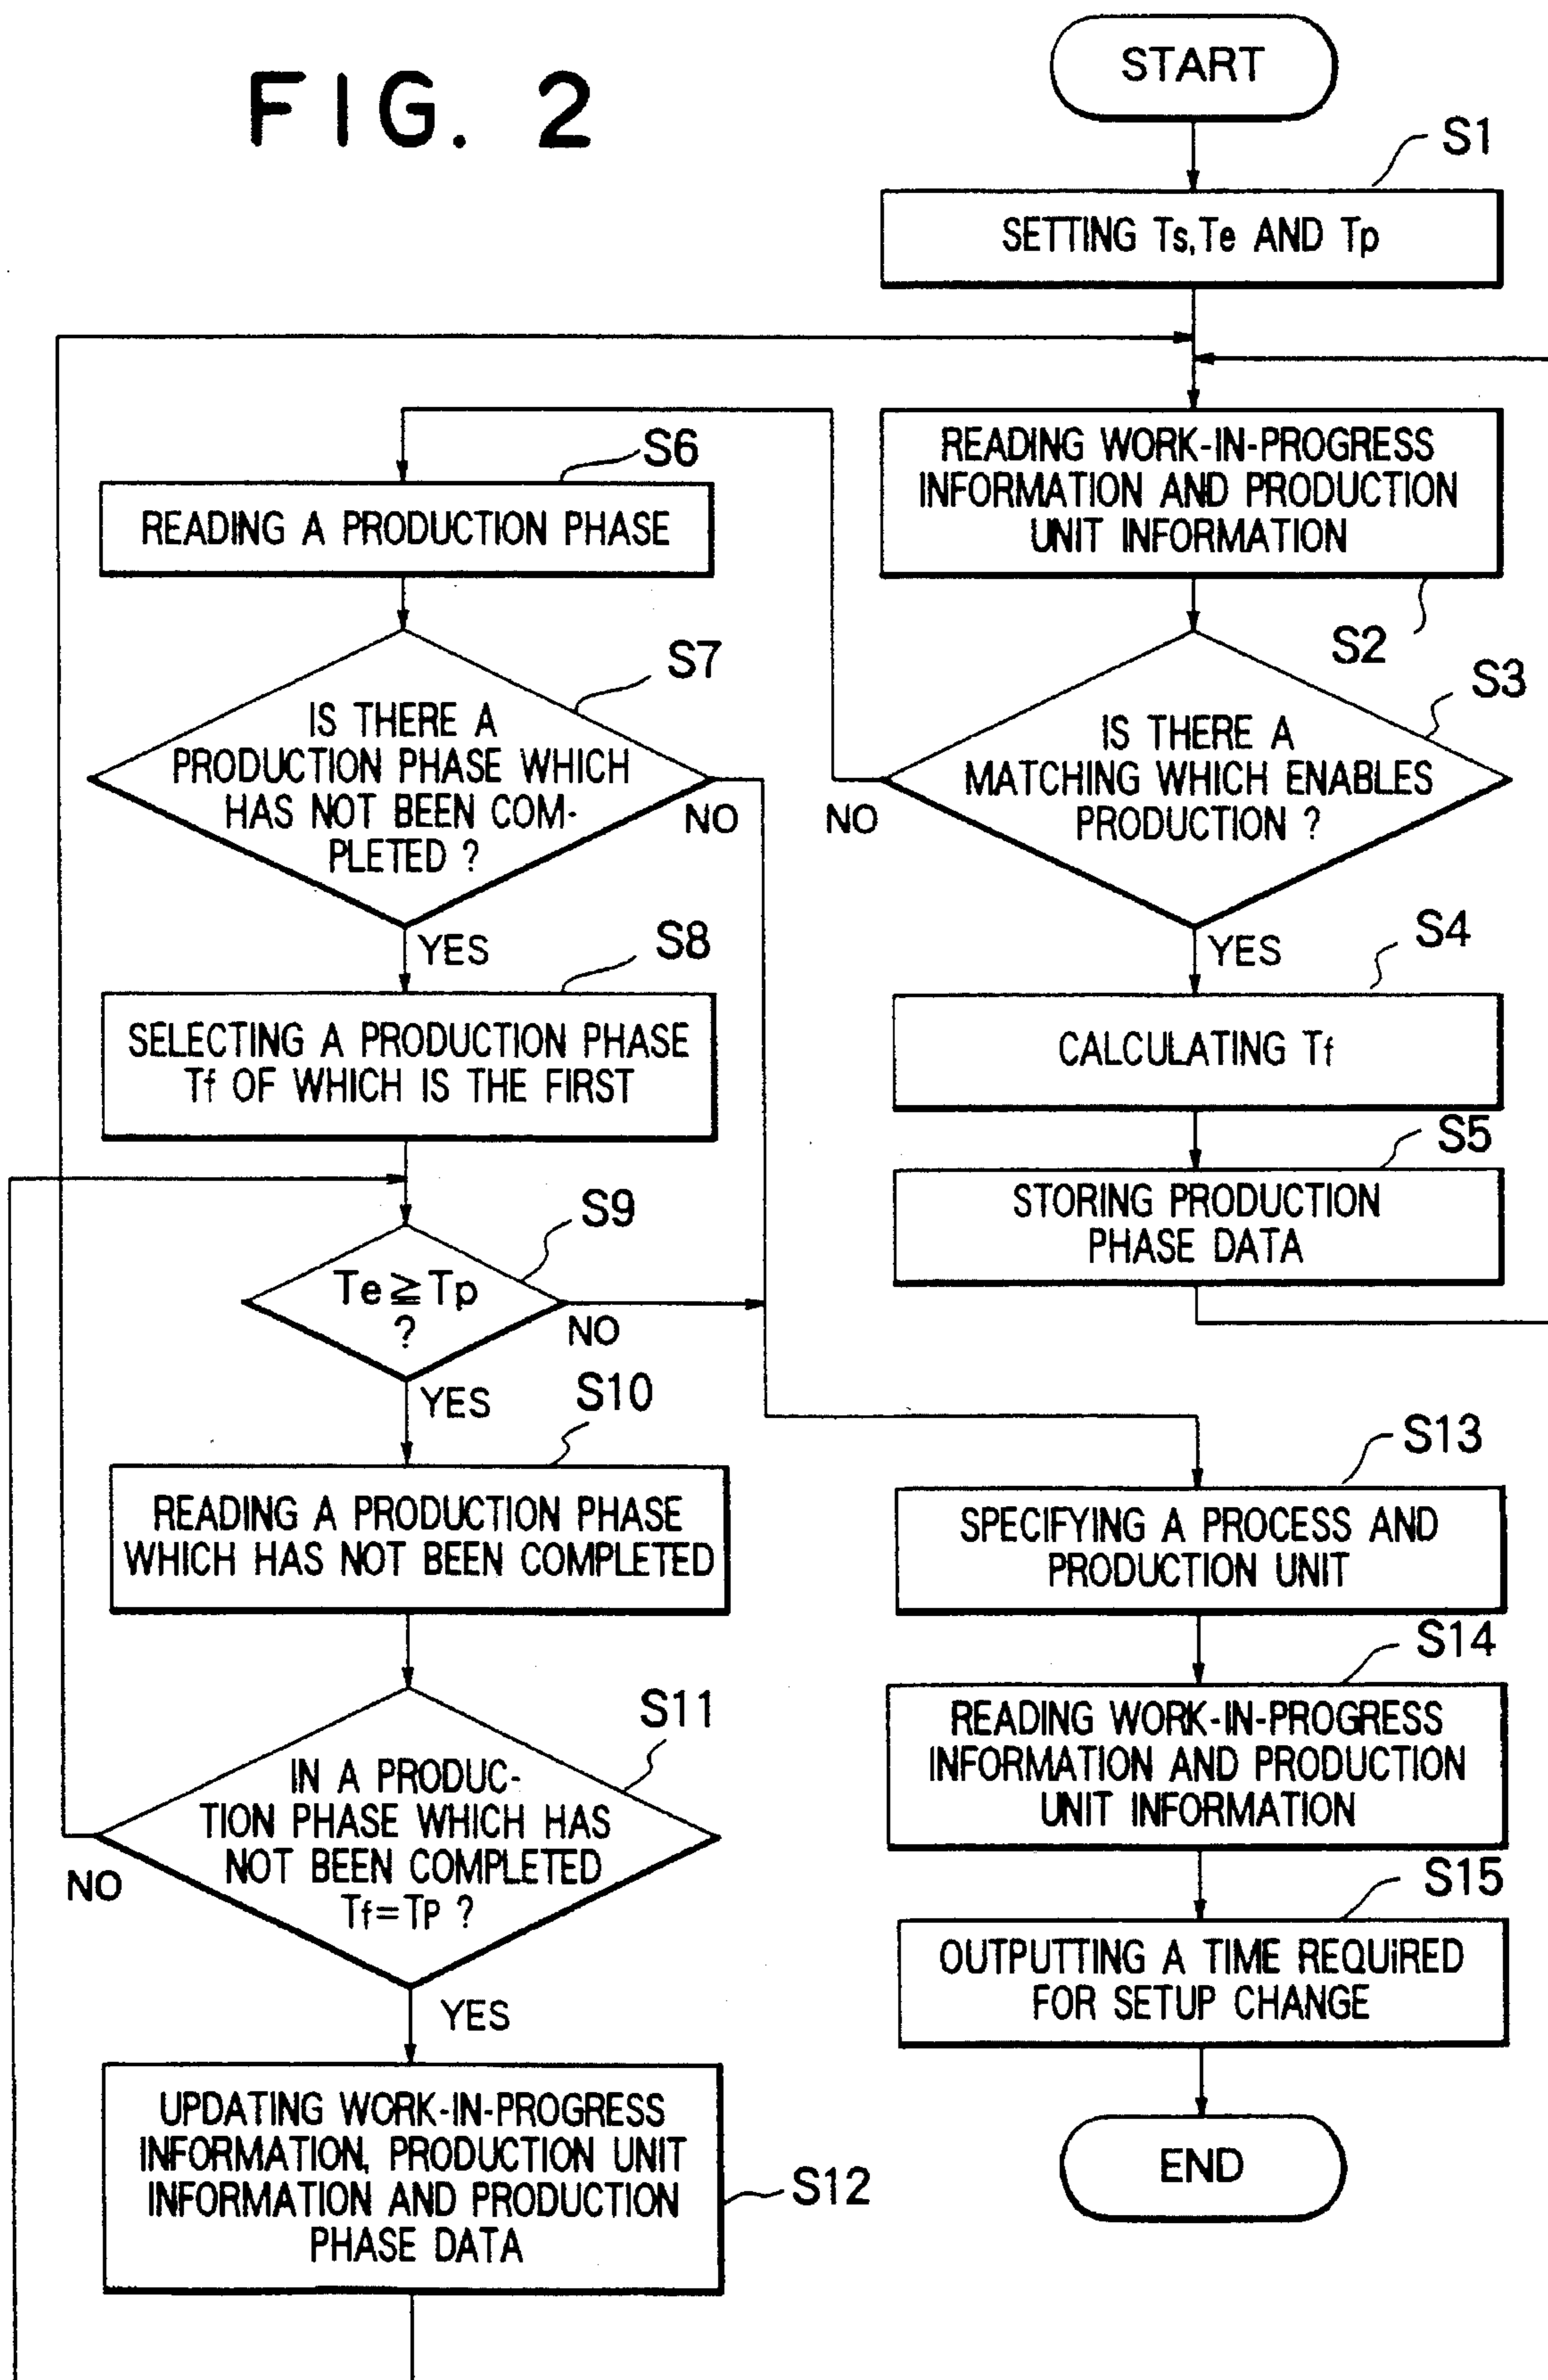 FIG. 2
START
S1
SETTING Ts,Te AND Tp
READING WORK-IN-PROGRESS
INFORMATION AND PRODUCTION
UNIT INFORMATION
S2
S3
IS THERE A
MATCHING WHICH ENABLES
PRODUCTION ?
NO
YES
S4
CALCULATING Tf
S5
STORING PRODUCTION
PHASE DATA
S6
READING A PRODUCTION PHASE
S7
IS THERE A
PRODUCTION PHASE WHICH
HAS NOT BEEN COM-
PLETED ?
NO
YES
S8
SELECTING A PRODUCTION PHASE
Tf OF WHICH IS THE FIRST
S9
Te≧Tp
?
NO
YES
S10
READING A PRODUCTION PHASE
WHICH HAS NOT BEEN COMPLETED
S11
IN A PRODUC-
TION PHASE WHICH HAS
NOT BEEN COMPLETED
Tf=TP ?
NO
YES
UPDATING WORK-IN-PROGRESS
INFORMATION, PRODUCTION UNIT
INFORMATION AND PRODUCTION
PHASE DATA
S12
S13
SPECIFYING A PROCESS AND
PRODUCTION UNIT
S14
READING WORK-IN-PROGRESS
INFORMATION AND PRODUCTION
UNIT INFORMATION
S15
OUTPUTTING A TIME REQUIRED
FOR SETUP CHANGE
END